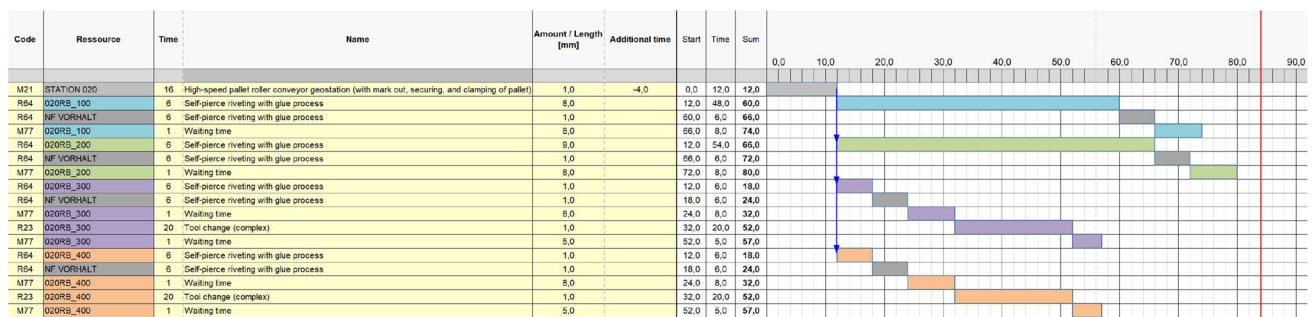 Code Ressource Time Name Amount / Length [mm] Additional time Start Time Sum
0,0 10,0 20,0 30,0 40,0 50,0 60,0 70,0 80,0 90,0
M21 STATION 020 16 High-speed pallet roller conveyor geostation (with mark out, securing, and clamping of pallet) 1,0 -4,0 0,0 12,0 12,0
R64 020RB_100 6 Self-pierce riveting with glue process 8,0 12,0 48,0 60,0
R64 NF VORHALT 6 Self-pierce riveting with glue process 1,0 60,0 6,0 66,0
M77 020RB_100 1 Waiting time 8,0 66,0 8,0 74,0
R64 020RB_200 6 Self-pierce riveting with glue process 9,0 12,0 54,0 66,0
R64 NF VORHALT 6 Self-pierce riveting with glue process 1,0 66,0 6,0 72,0
M77 020RB_200 1 Waiting time 8,0 72,0 8,0 80,0
R64 020RB_300 6 Self-pierce riveting with glue process 1,0 12,0 6,0 18,0
R64 NF VORHALT 6 Self-pierce riveting with glue process 1,0 18,0 6,0 24,0
M77 020RB_300 1 Waiting time 8,0 24,0 8,0 32,0
R23 020RB_300 20 Tool change (complex) 1,0 32,0 20,0 52,0
M77 020RB_300 1 Waiting time 5,0 52,0 5,0 57,0
R64 020RB_400 6 Self-pierce riveting with glue process 1,0 12,0 6,0 18,0
R64 NF VORHALT 6 Self-pierce riveting with glue process 1,0 18,0 6,0 24,0
M77 020RB_400 1 Waiting time 8,0 24,0 8,0 32,0
R23 020RB_400 20 Tool change (complex) 1,0 32,0 20,0 52,0
M77 020RB_400 1 Waiting time 5,0 52,0 5,0 57,0